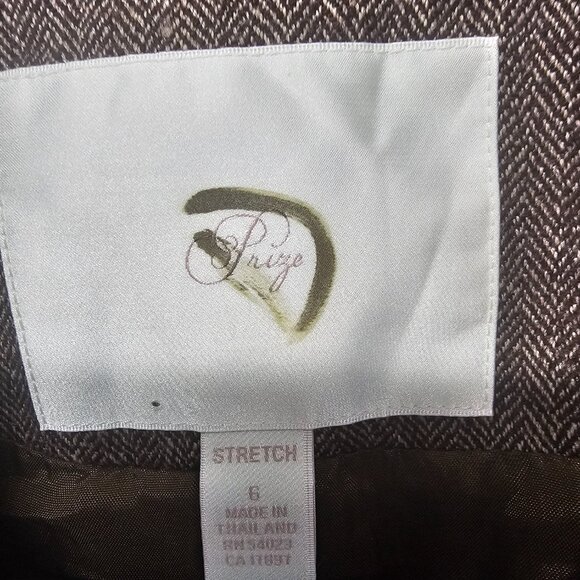 Prize
STRETCH
6
MADE IN
THAILAND
RN 54023
CA 11897